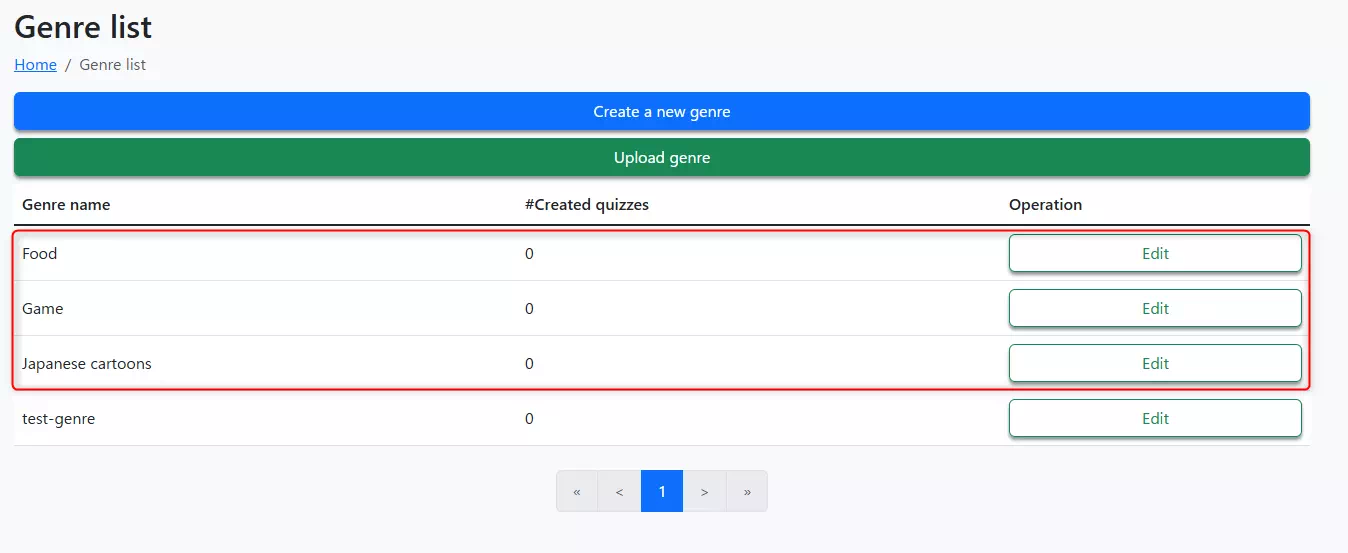 Genre list
Home / Genre list
Create a new genre
Upload genre
Genre name #Created quizzes Operation
Food 0 Edit
Game 0 Edit
Japanese cartoons 0 Edit
test-genre 0 Edit
« < 1 > »